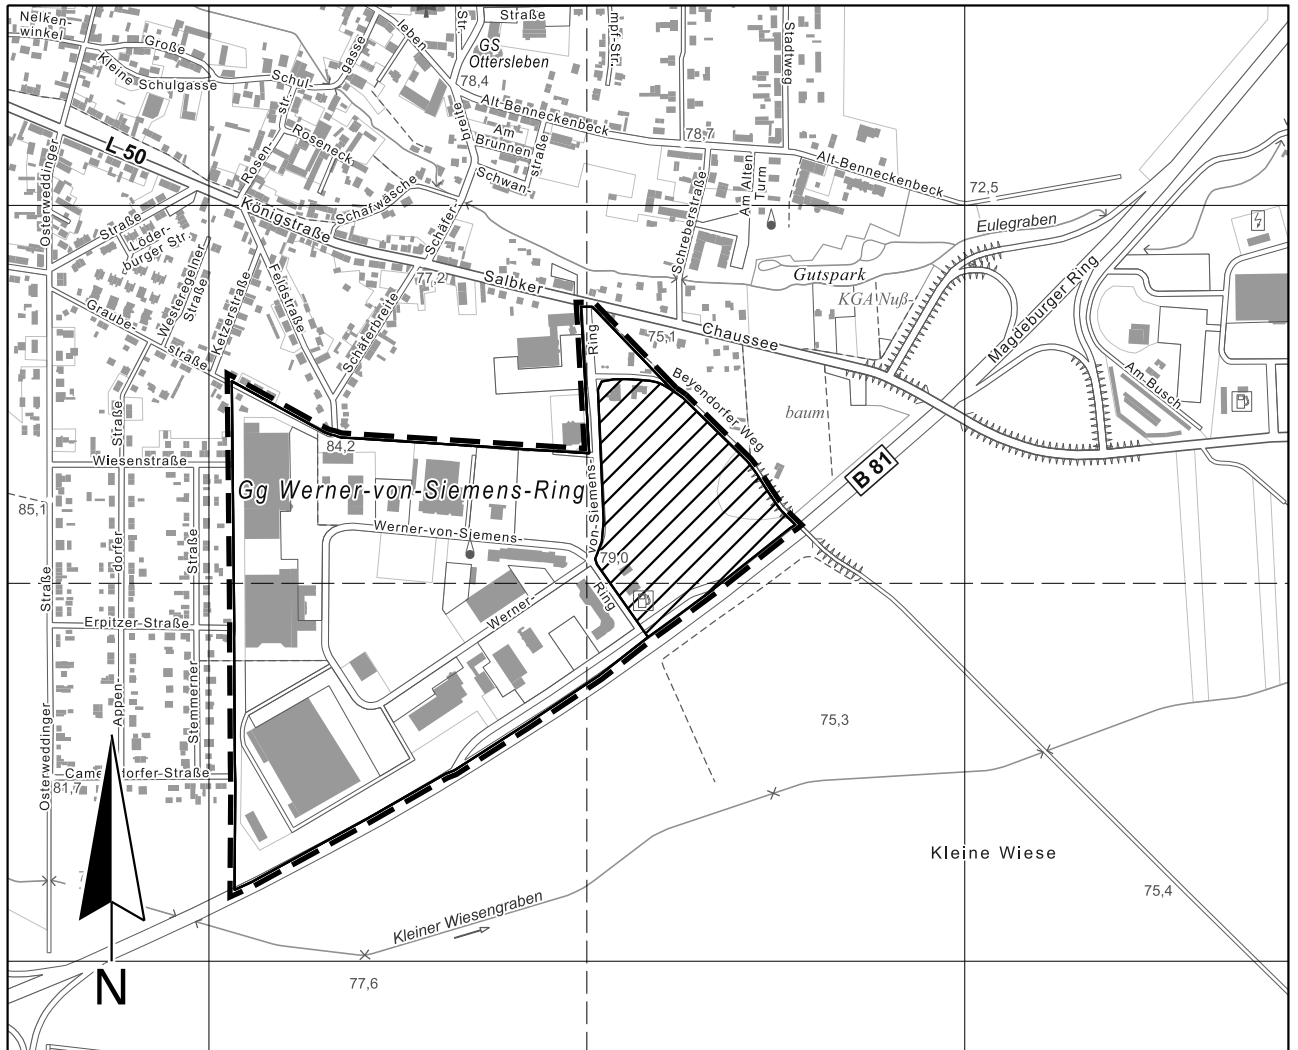 Nelken-
winkel
Große
Kleine
Schulgasse
Schul-
gasse
str.
Rosen-
Roseneck
leben
Str.
Straße
GS
Ottersleben
78,4
mpf-Str.
Stadtweg
Alt-Benneckenbeck
78,7
Alt-Benneckenbeck
72,5
Am
Brunnen
Schwan-
straße
breite
Schäfer-
Schafwäsche
L 50
Königstraße
Salbker
Chaussee
77,2
Osterweddinger
Straße
Löder-
burger Str.
Westeregelner
Straße
Ketzerstraße
Feldstraße
Schäferbreite
Graube-
straße
Schreberstraße
Am Alten
Turm
Eulegraben
Gutspark
KGA Nuß-
baum
Magdeburger Ring
Am Busch
75,1
Ring
Beyendorfer Weg
B 81
84,2
Gg Werner-von-Siemens-Ring
Werner-von-Siemens-
von-Siemens-
79,0
Ring
Werner-
Wiesenstraße
85,1
Straße
Appen-
dorfer
Straße
Stemmerner
Straße
Erpitzer Straße
Osterweddinger
Came dorfer Straße
81,7
75,3
Kleine Wiese
75,4
Kleiner Wiesengraben
77,6
N